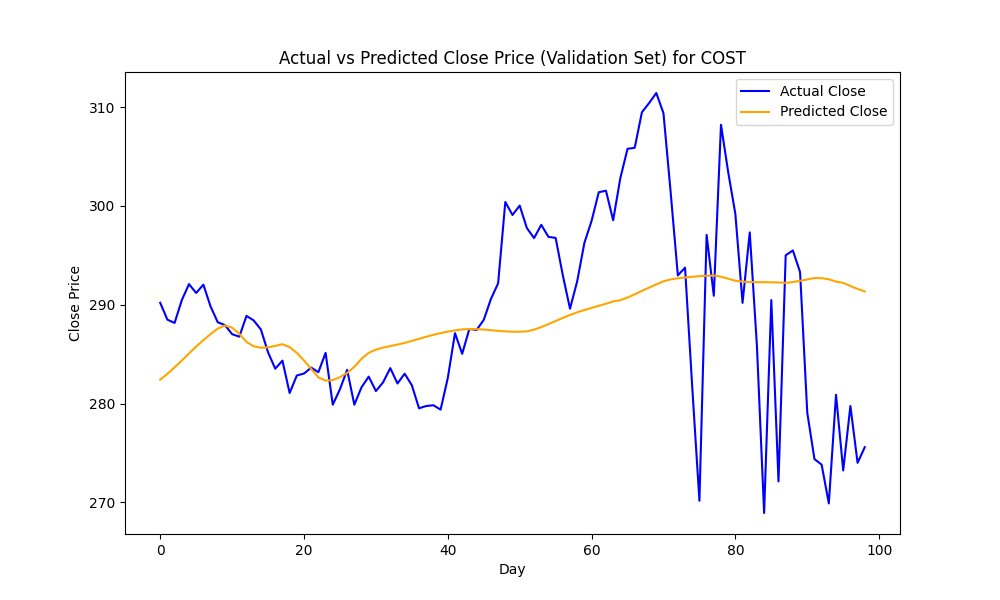 Actual vs Predicted Close Price (Validation Set) for COST
Actual Close
Predicted Close
Close Price
310
300
290
280
270
0 20 40 60 80 100
Day